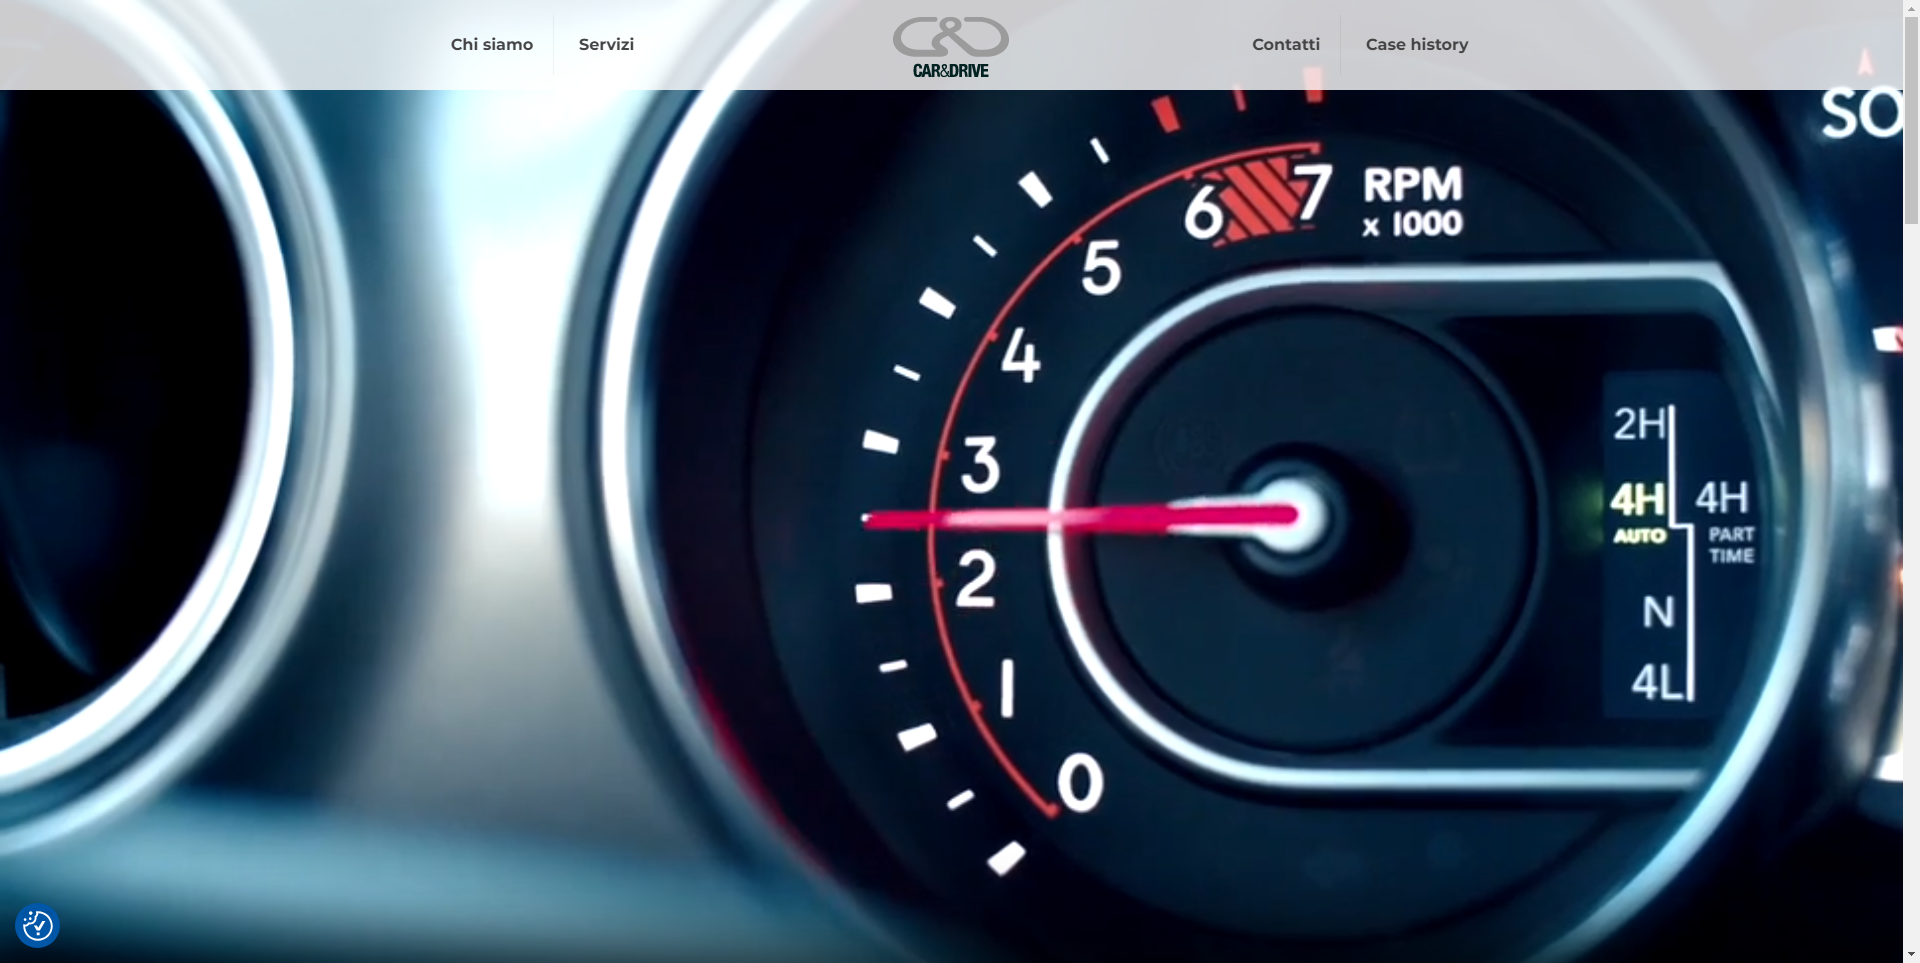 Chi siamo
Servizi
CAR&DRIVE
Contatti
Case history
SO
6
7
RPM
x 1000
5
4
3
2
1
0
2H
4H
4H
AUTO
PART
TIME
N
4L